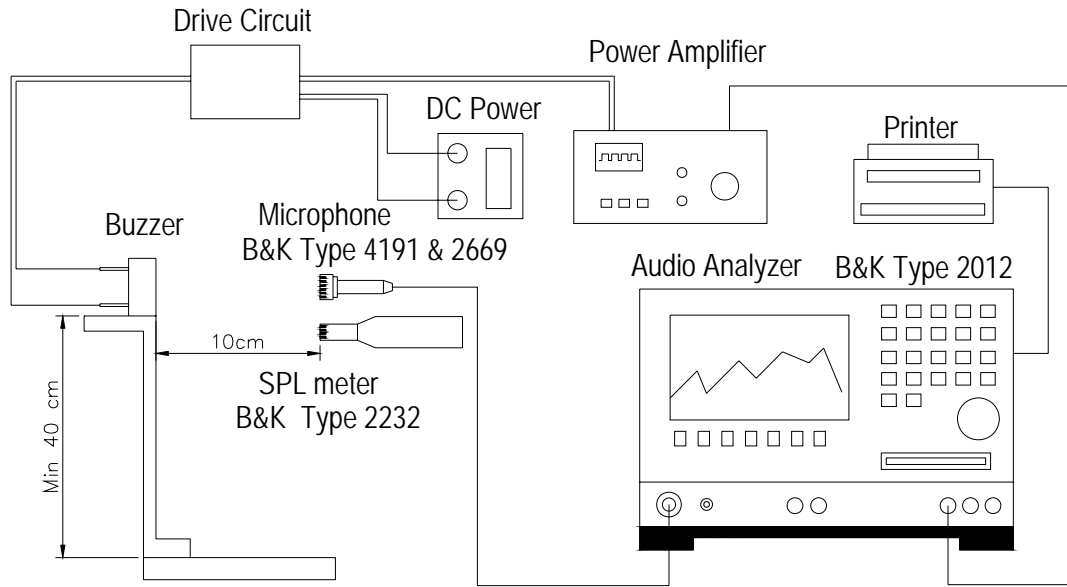 Drive Circuit
Power Amplifier
DC Power
Printer
Buzzer
Microphone
B&K Type 4191 & 2669
Audio Analyzer
B&K Type 2012
10cm
SPL meter
B&K Type 2232
Min 40 cm